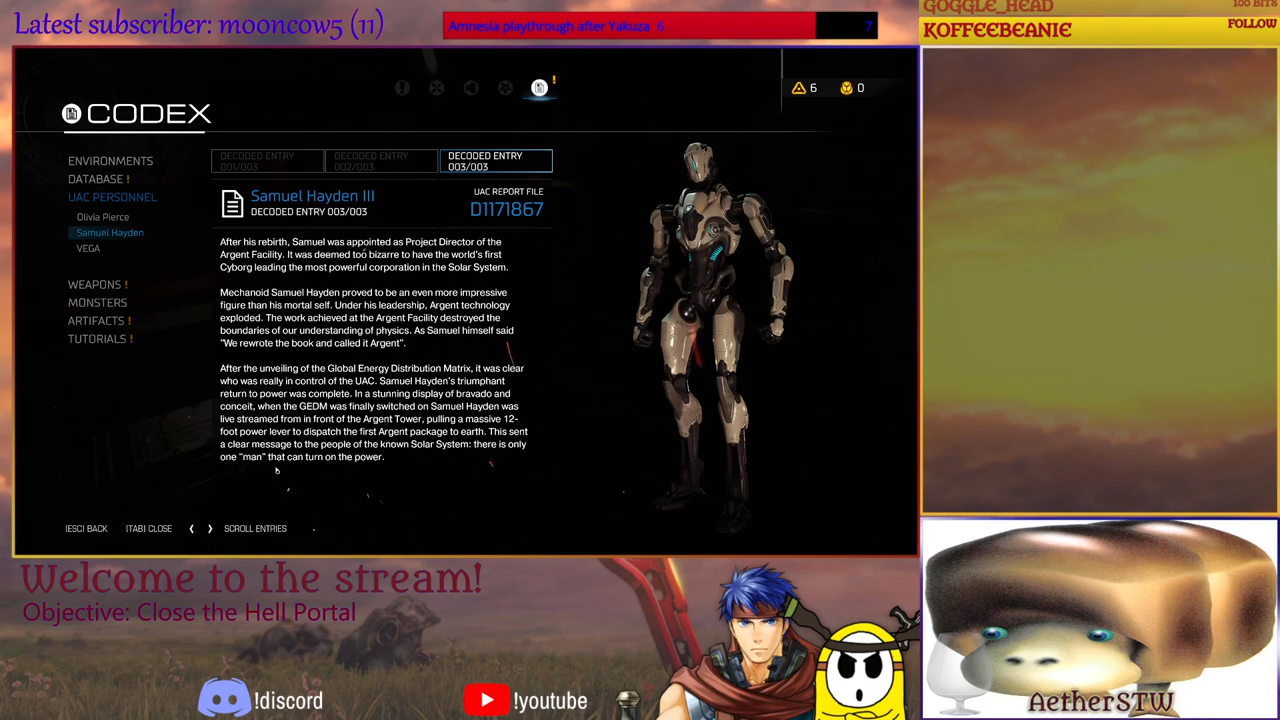 Latest subscriber: mooncow5 (11)
Amnesia playthrough after Yakuza 6
7
GOGGLE_HEAD
100 BITS
KOFFEEBEANIE
FOLLOW
6
0
CODEX
ENVIRONMENTS
DATABASE !
UAC PERSONNEL
Olivia Pierce
Samuel Hayden
VEGA
WEAPONS !
MONSTERS
ARTIFACTS !
TUTORIALS !
DECODED ENTRY
001/003
DECODED ENTRY
002/003
DECODED ENTRY
003/003
Samuel Hayden III
DECODED ENTRY 003/003
UAC REPORT FILE
D1171867
After his rebirth, Samuel was appointed as Project Director of the
Argent Facility. It was deemed too bizarre to have the world's first
Cyborg leading the most powerful corporation in the Solar System.
Mechanoid Samuel Hayden proved to be an even more impressive
figure than his mortal self. Under his leadership, Argent technology
exploded. The work achieved at the Argent Facility destroyed the
boundaries of our understanding of physics. As Samuel himself said
"We rewrote the book and called it Argent".
After the unveiling of the Global Energy Distribution Matrix, it was clear
who was really in control of the UAC. Samuel Hayden's triumphant
return to power was complete. In a stunning display of bravado and
conceit, when the GEDM was finally switched on Samuel Hayden was
live streamed from in front of the Argent Tower, pulling a massive 12-
foot power lever to dispatch the first Argent package to earth. This sent
a clear message to the people of the known Solar System: there is only
one "man" that can turn on the power.
[ESC] BACK
[TAB] CLOSE
SCROLL ENTRIES
Welcome to the stream!
Objective: Close the Hell Portal
!discord
!youtube
AetherSTW